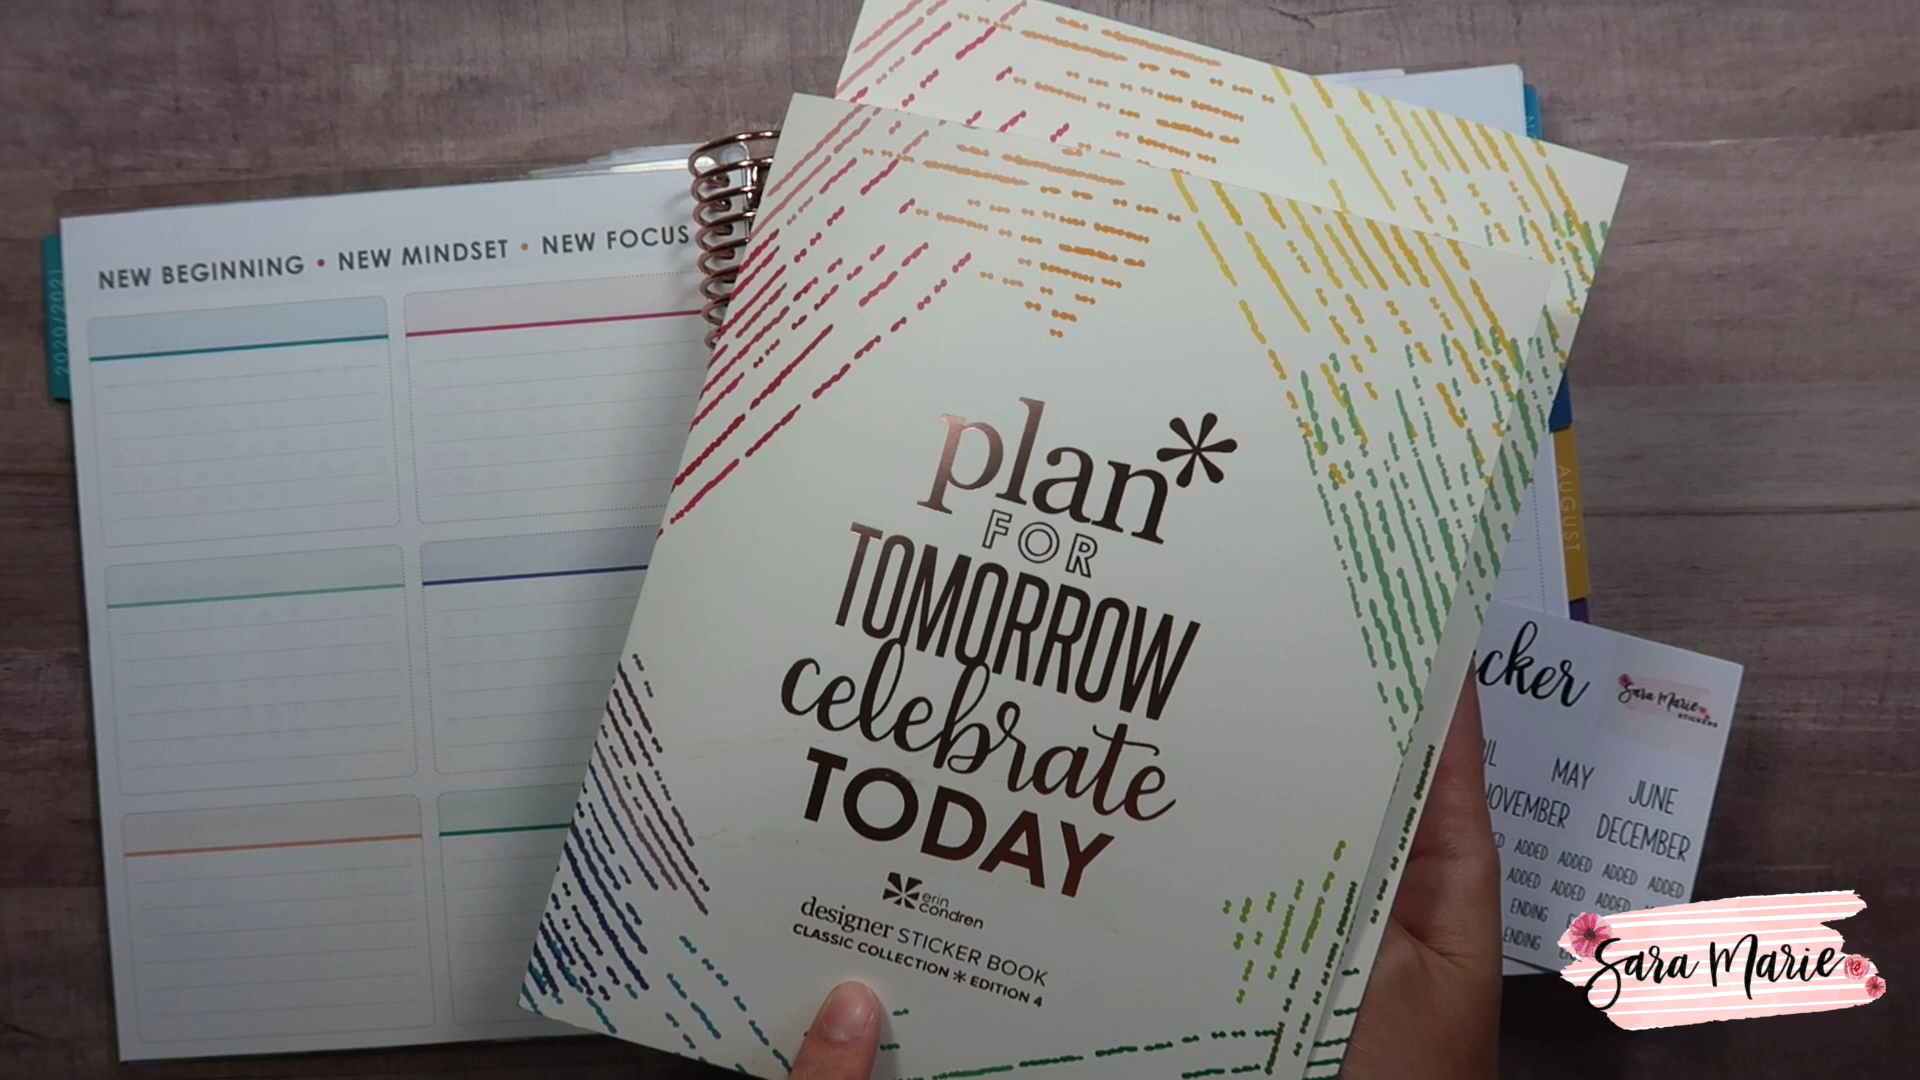 NEW BEGINNING • NEW MINDSET • NEW FOCUS
2020/2021
plan*
FOR
TOMORROW
celebrate
TODAY
erin
condren
designer STICKER BOOK
CLASSIC COLLECTION * EDITION 4
AUGUST
Sara Marie
STICKERS
MAY JUNE
NOVEMBER DECEMBER
ADDED ADDED ADDED ADDED
ADDED ADDED ADDED
ENDING
ENDING
Sara Marie